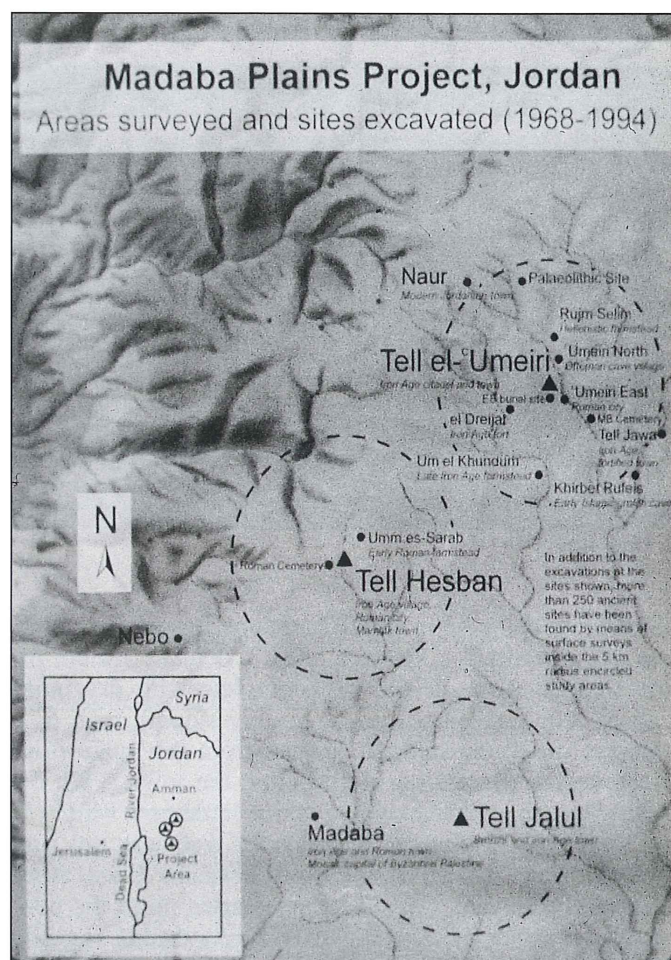 Madaba Plains Project, Jordan
Areas surveyed and sites excavated (1968-1994)
Naur
Modern Jordanian town
Palaeolithic Site
Rujm Selim
Hellenistic farmstead
Tell el-'Umeiri
Iron Age citadel and town
Umeiri North
Ottoman cave village
EB burial site
Umeiri East
Roman city
MB Cemetery
el Dreijat
Iron Age fort
Tell Jawa
Iron Age
fortified town
Um el Khundum
Late Iron Age farmstead
Khirbet Rufeis
Early Islamic
N
Umm es-Sarab
Early Roman farmstead
Roman Cemetery
Tell Hesban
Iron Age village,
Roman city,
Mamluk town
In addition to the
excavations at the
sites shown, more
than 250 ancient
sites have been
found by means of
surface surveys
inside the 5 km
radius encircled
study areas.
Nebo
Syria
Israel
Jordan
River Jordan
Amman
Jerusalem
Dead Sea
Project
Area
Tell Jalul
Bronze and Iron Age town
Madaba
Iron Age and Roman town
Mosaic capital of Byzantine Palestine